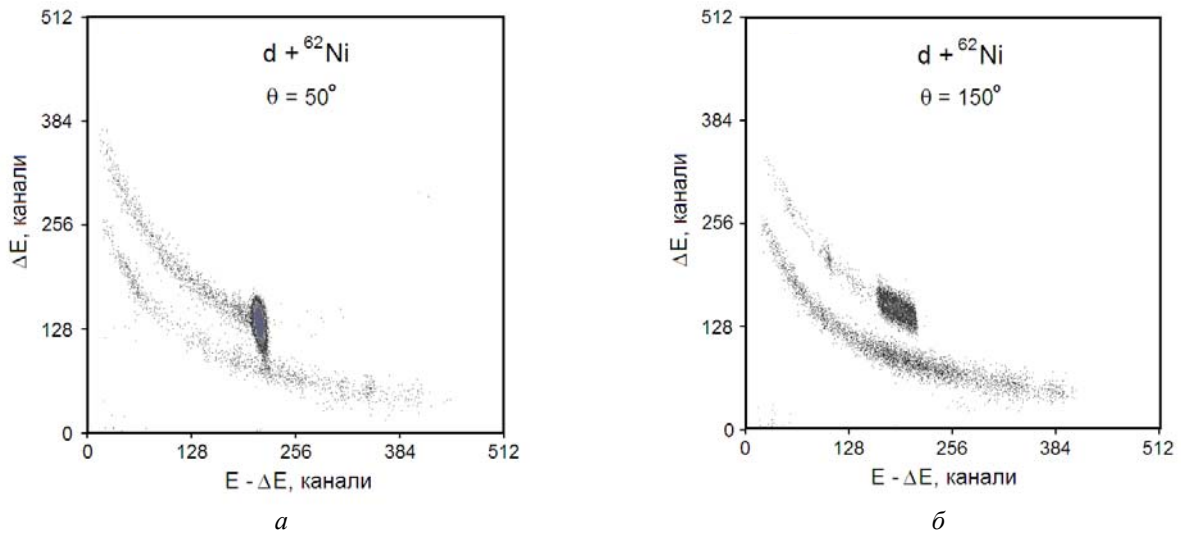 512
384
256
128
0
ΔE, канали
d + ⁶²Ni
θ = 50°
0 128 256 384 512
E - ΔE, канали
а
512
384
256
128
0
ΔE, канали
d + ⁶²Ni
θ = 150°
0 128 256 384 512
E - ΔE, канали
б